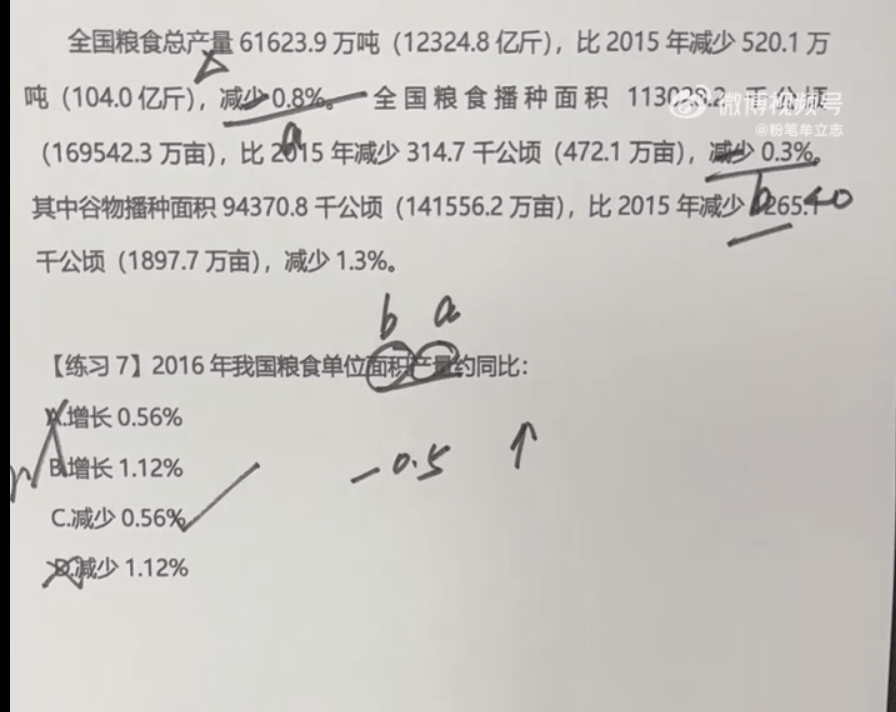 全国粮食总产量 61623.9 万吨（12324.8 亿斤），比 2015 年减少 520.1 万
吨（104.0 亿斤），减少 0.8%。 全国粮食播种面积 千公顷
微博视频号
@粉笔牟立志
a
（169542.3 万亩），比 2015 年减少 314.7 千公顷（472.1 万亩），减少 0.3%。
其中谷物播种面积 94370.8 千公顷（141556.2 万亩），比 2015 年减少
b <0
千公顷（1897.7 万亩），减少 1.3%。
b a
【练习 7】2016 年我国粮食单位面积产量约同比：
A.增长 0.56%
B.增长 1.12%
-0.5 ↑
C.减少 0.56%
D.减少 1.12%